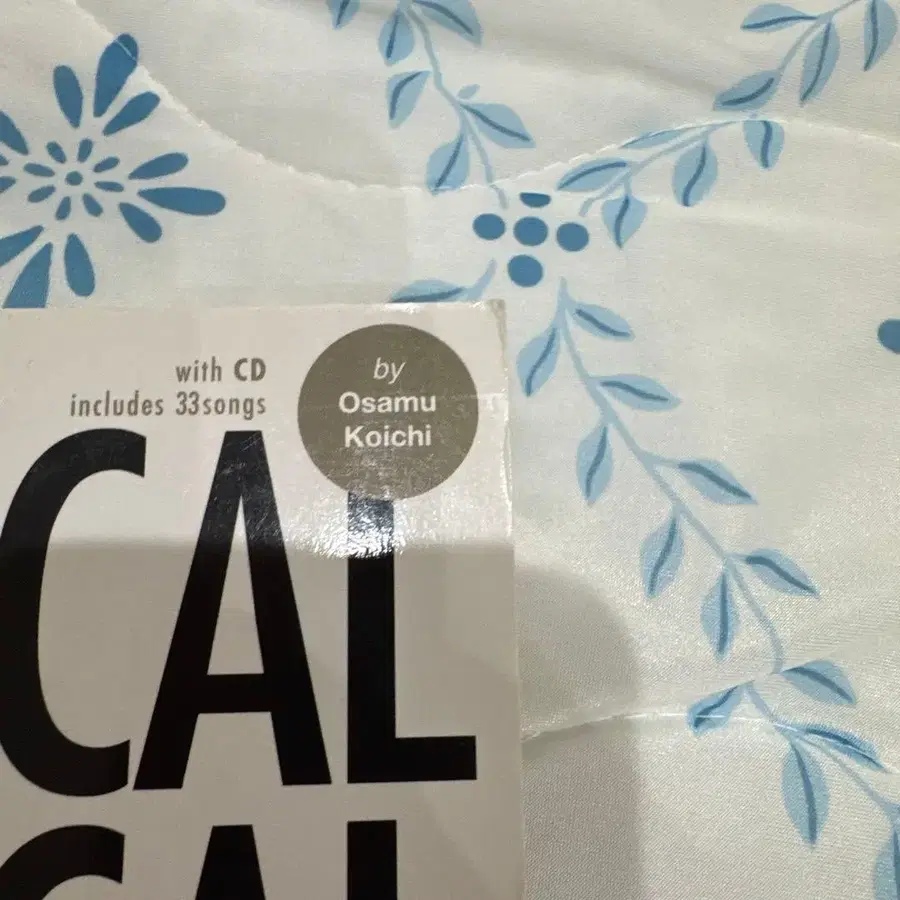 with CD
includes 33songs
by
Osamu
Koichi
CAL